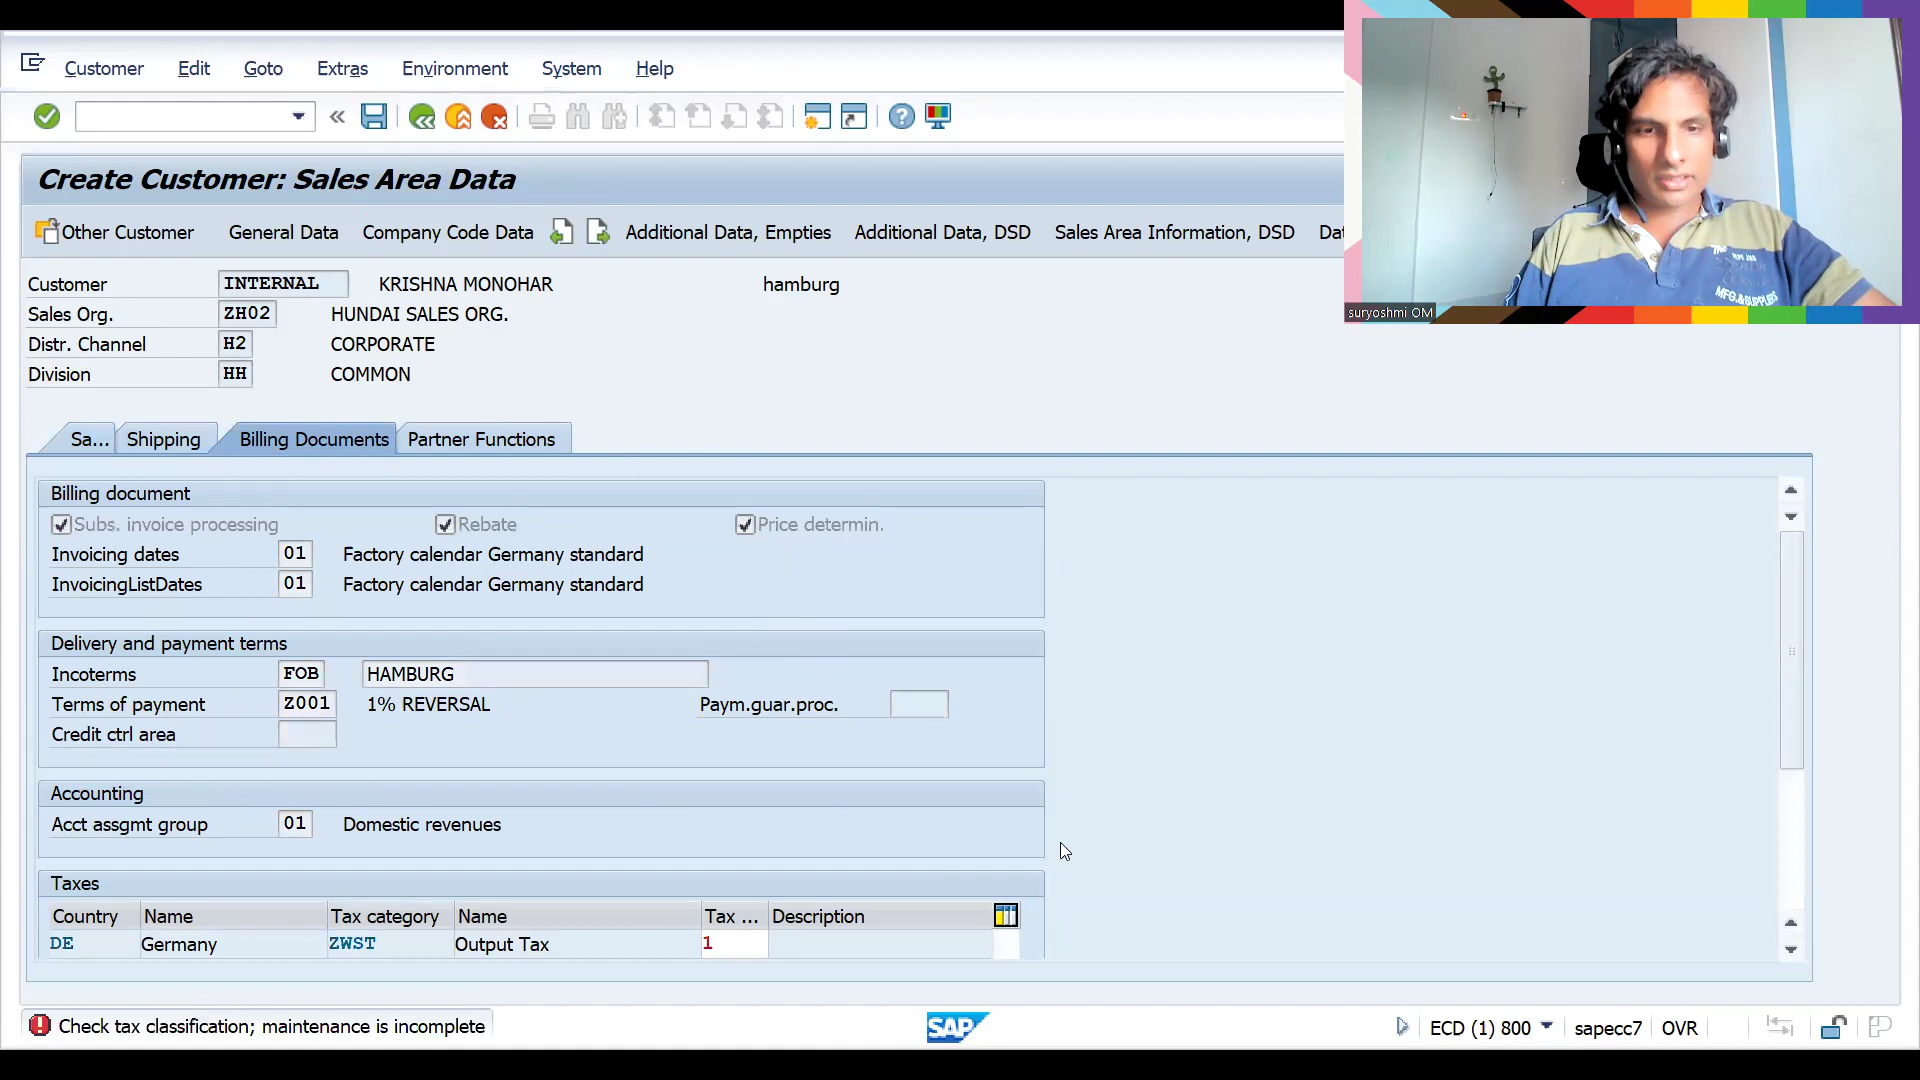 Customer Edit Goto Extras Environment System Help
Create Customer: Sales Area Data
Other Customer General Data Company Code Data Additional Data, Empties Additional Data, DSD Sales Area Information, DSD Dat
Customer INTERNAL KRISHNA MONOHAR hamburg
Sales Org. ZH02 HUNDAI SALES ORG.
Distr. Channel H2 CORPORATE
Division HH COMMON
Sa... Shipping Billing Documents Partner Functions
Billing document
Subs. invoice processing Rebate Price determin.
Invoicing dates 01 Factory calendar Germany standard
InvoicingListDates 01 Factory calendar Germany standard
Delivery and payment terms
Incoterms FOB HAMBURG
Terms of payment Z001 1% REVERSAL Paym.guar.proc.
Credit ctrl area
Accounting
Acct assgmt group 01 Domestic revenues
Taxes
Country Name Tax category Name Tax ... Description
DE Germany ZWST Output Tax 1
Check tax classification; maintenance is incomplete
SAP
ECD (1) 800 sapecc7 OVR
suryoshmi OM
MFG.&SUPPLIES